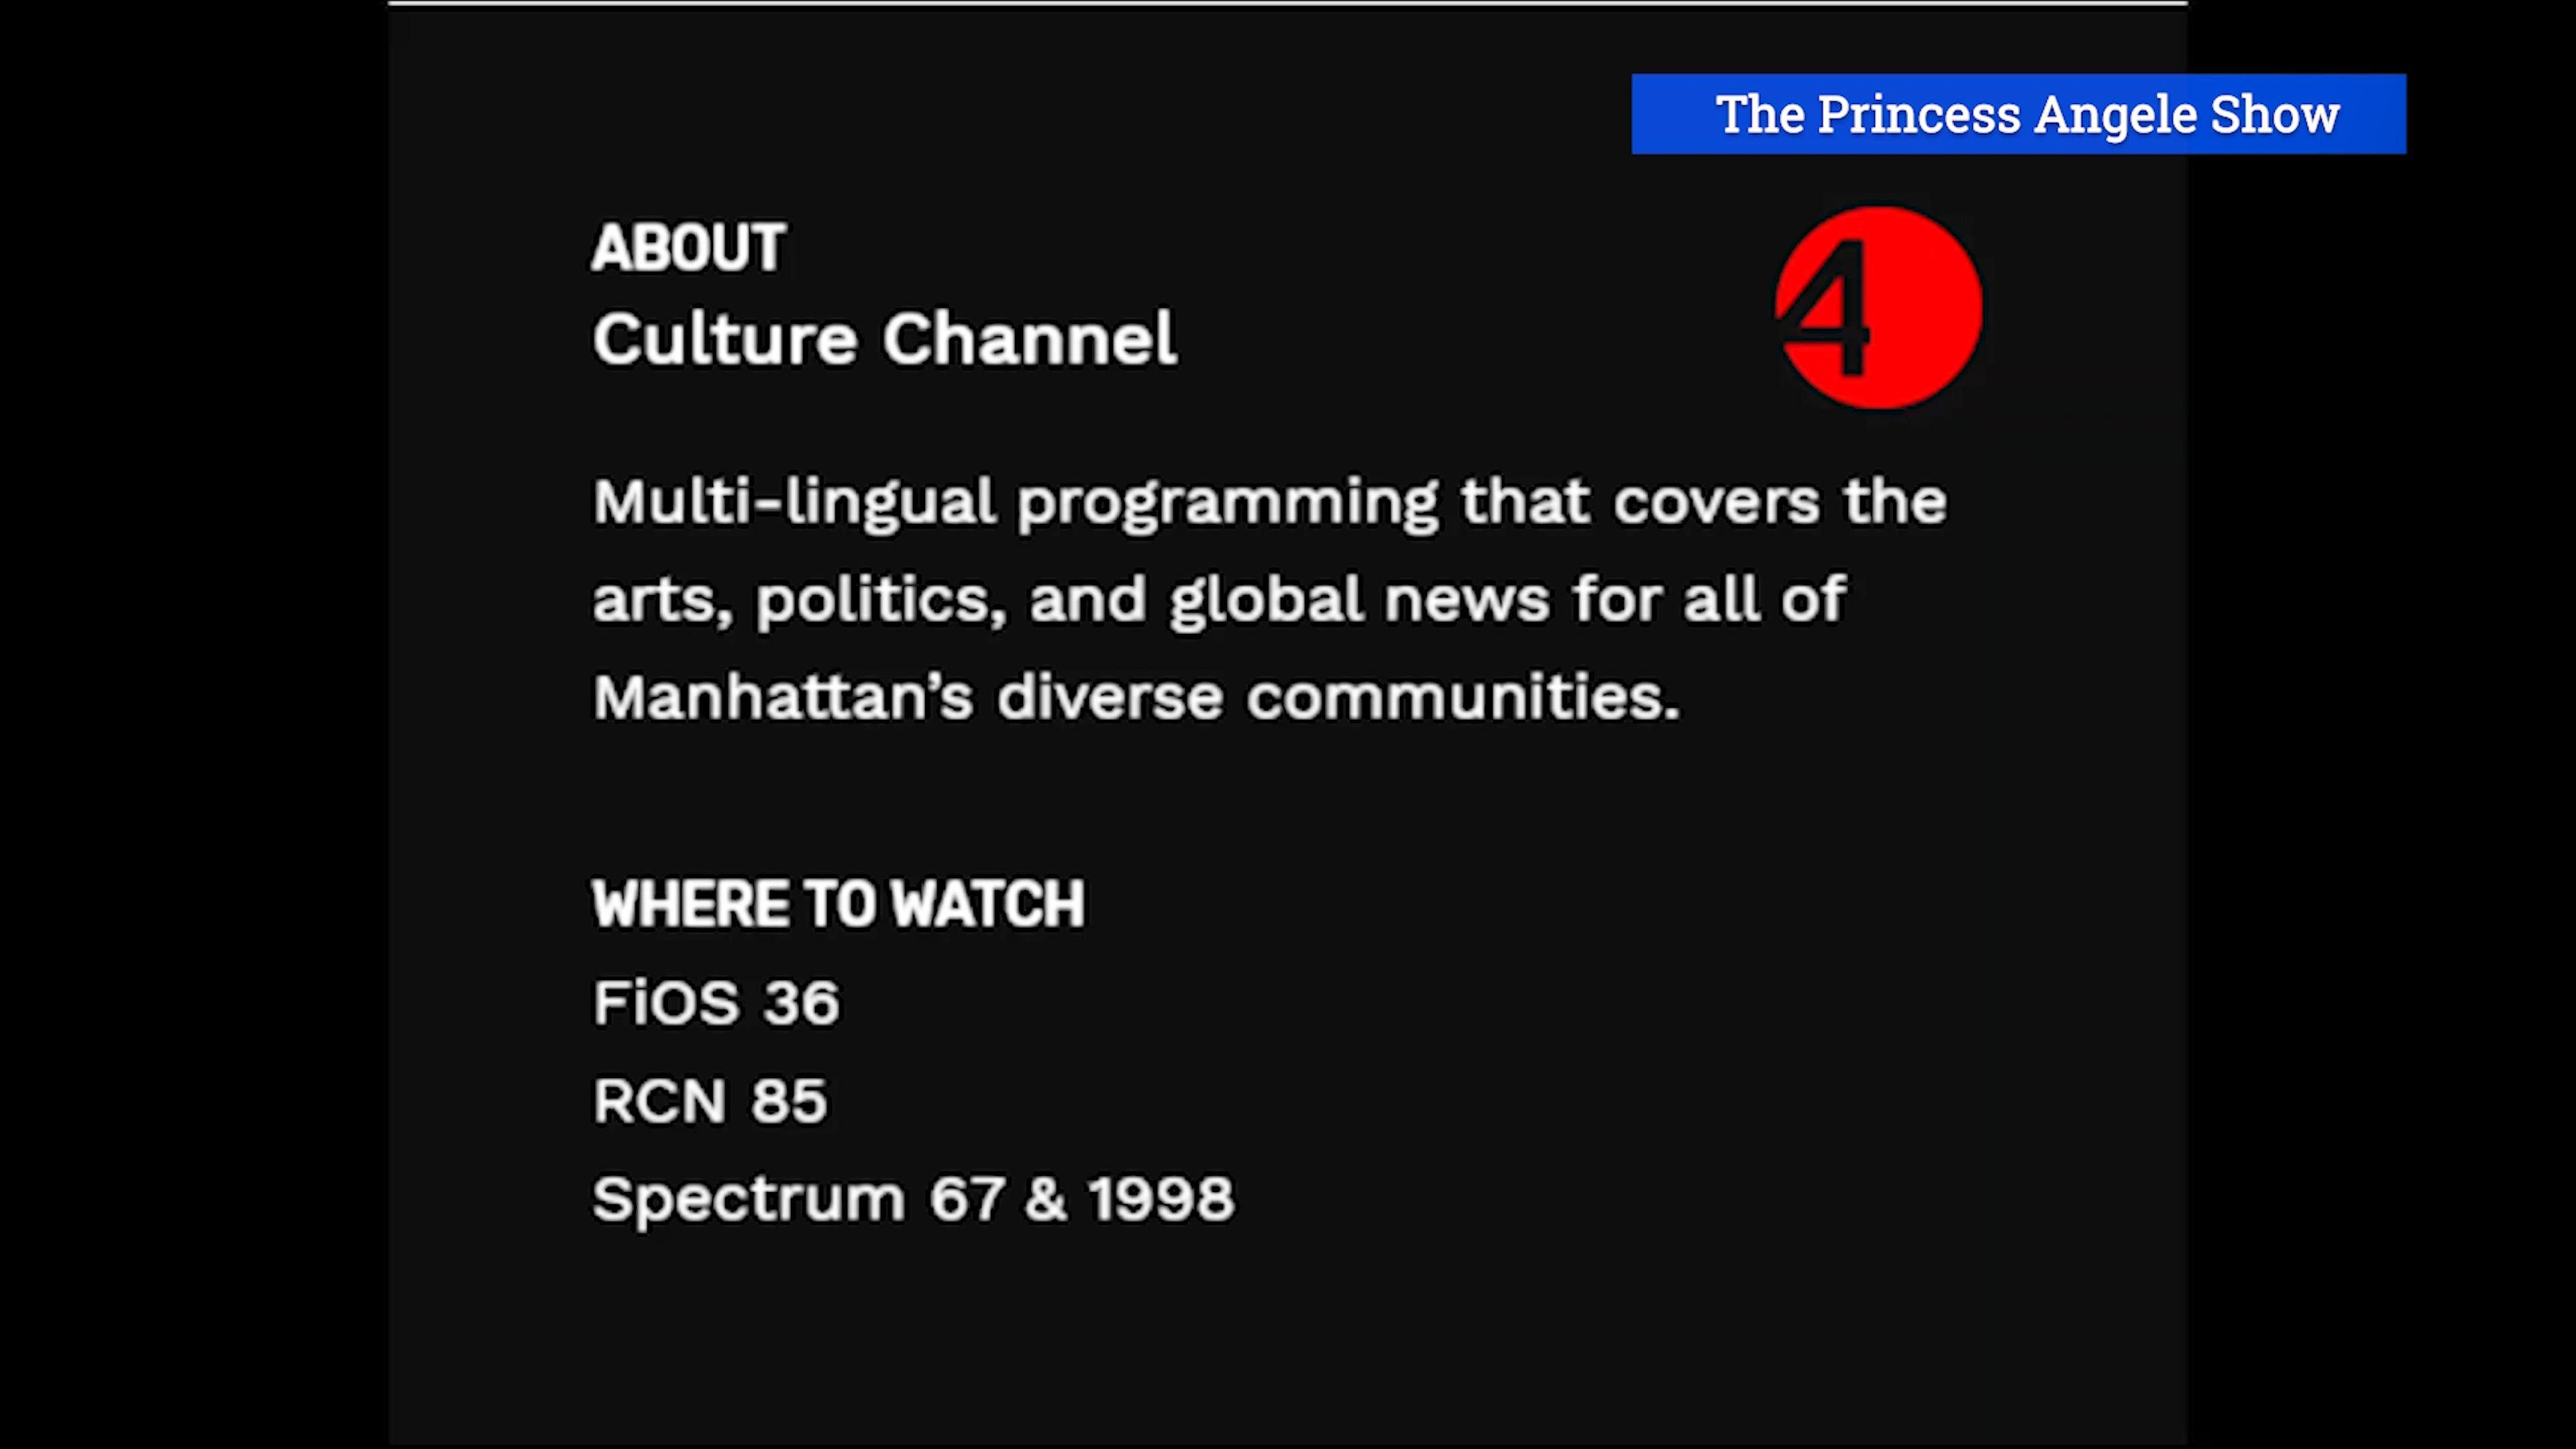 The Princess Angele Show
ABOUT
Culture Channel
4
Multi-lingual programming that covers the
arts, politics, and global news for all of
Manhattan’s diverse communities.
WHERE TO WATCH
FiOS 36
RCN 85
Spectrum 67 & 1998